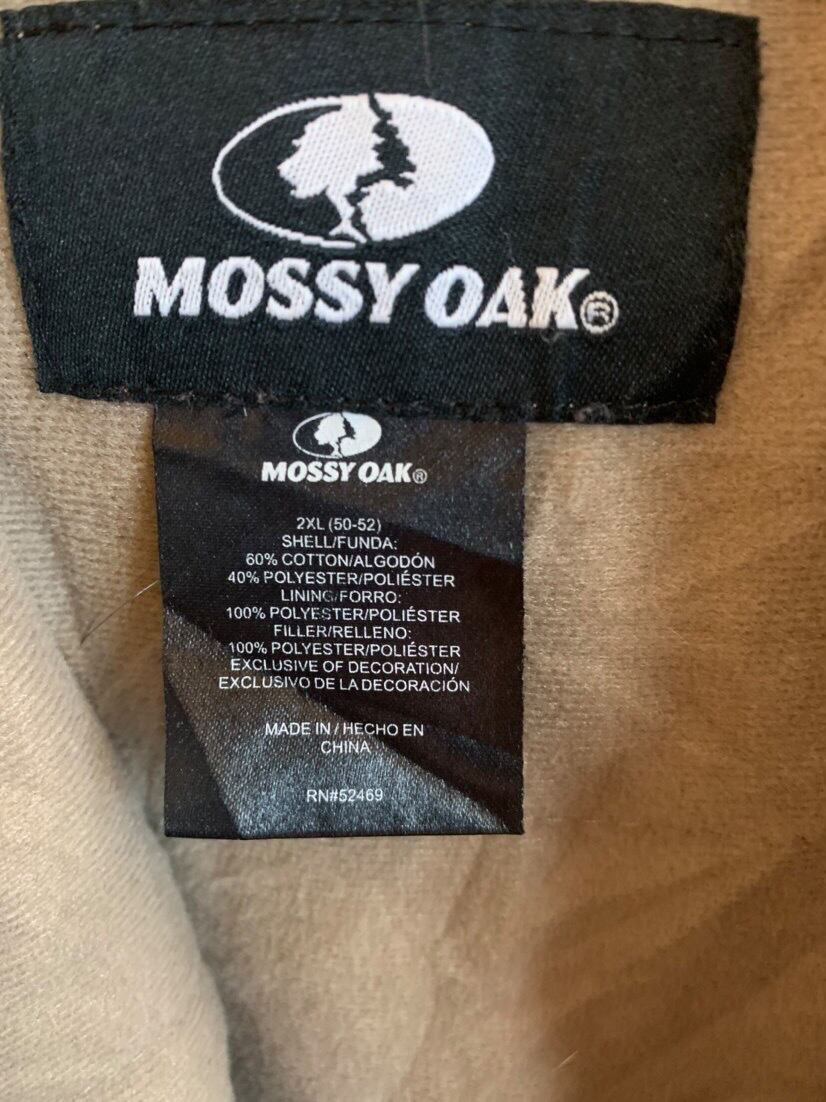 MOSSY OAK®
MOSSY OAK®
2XL (50-52)
SHELL/FUNDA:
60% COTTON/ALGODÓN
40% POLYESTER/POLIÉSTER
LINING/FORRO:
100% POLYESTER/POLIÉSTER
FILLER/RELLENO:
100% POLYESTER/POLIÉSTER
EXCLUSIVE OF DECORATION/
EXCLUSIVO DE LA DECORACIÓN
MADE IN / HECHO EN
CHINA
RN#52469